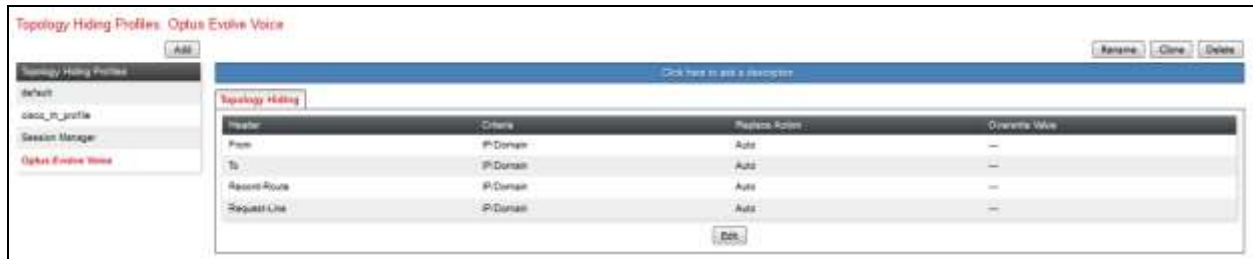 Topology Hiding Profiles: Optus Evolve Voice
Add
Rename Clone Delete
Topology Hiding Profiles
default
cisco_th_profile
Session Manager
Optus Evolve Voice
Click here to add a description.
Topology Hiding
Header Criteria Replace Action Overwrite Value
From IP/Domain Auto ---
To IP/Domain Auto ---
Record-Route IP/Domain Auto ---
Request-Line IP/Domain Auto ---
Edit